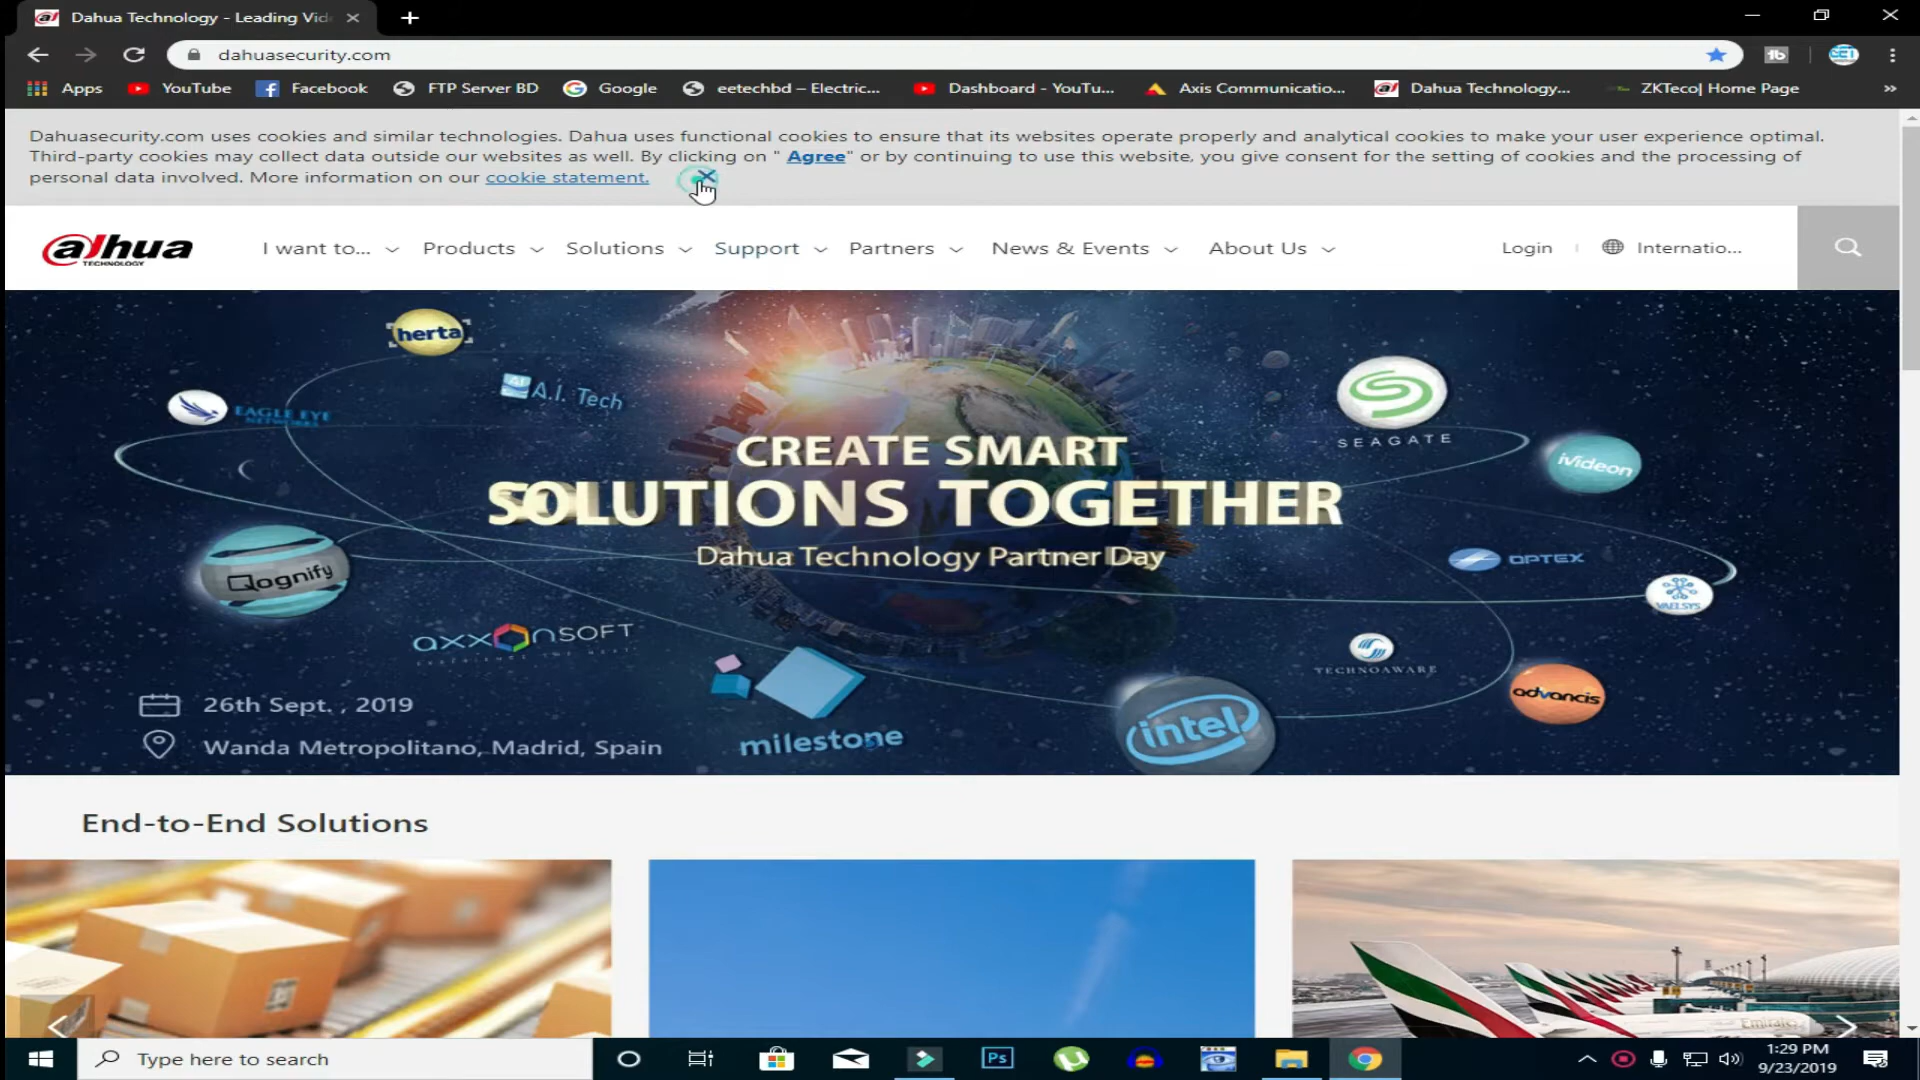 Dahua Technology - Leading Vid
dahuasecurity.com
Apps YouTube Facebook FTP Server BD Google eetechbd – Electric... Dashboard - YouTu... Axis Communicatio... Dahua Technology... ZKTeco| Home Page »
Dahuasecurity.com uses cookies and similar technologies. Dahua uses functional cookies to ensure that its websites operate properly and analytical cookies to make your user experience optimal.
Third-party cookies may collect data outside our websites as well. By clicking on " Agree" or by continuing to use this website, you give consent for the setting of cookies and the processing of
personal data involved. More information on our cookie statement.
alhua
TECHNOLOGY
I want to... Products Solutions Support Partners News & Events About Us Login Internatio...
herta
A.I. Tech
EAGLE EYE
NETWORKS
SEAGATE
CREATE SMART
SOLUTIONS TOGETHER
Dahua Technology Partner Day
ivideon
Qognify
OPTEX
VAELSYS
axxonsoft
TECHNOAWARE
advancis
intel
milestone
26th Sept. , 2019
Wanda Metropolitano, Madrid, Spain
End-to-End Solutions
Emirates
Type here to search
Ps
1:29 PM
9/23/2019